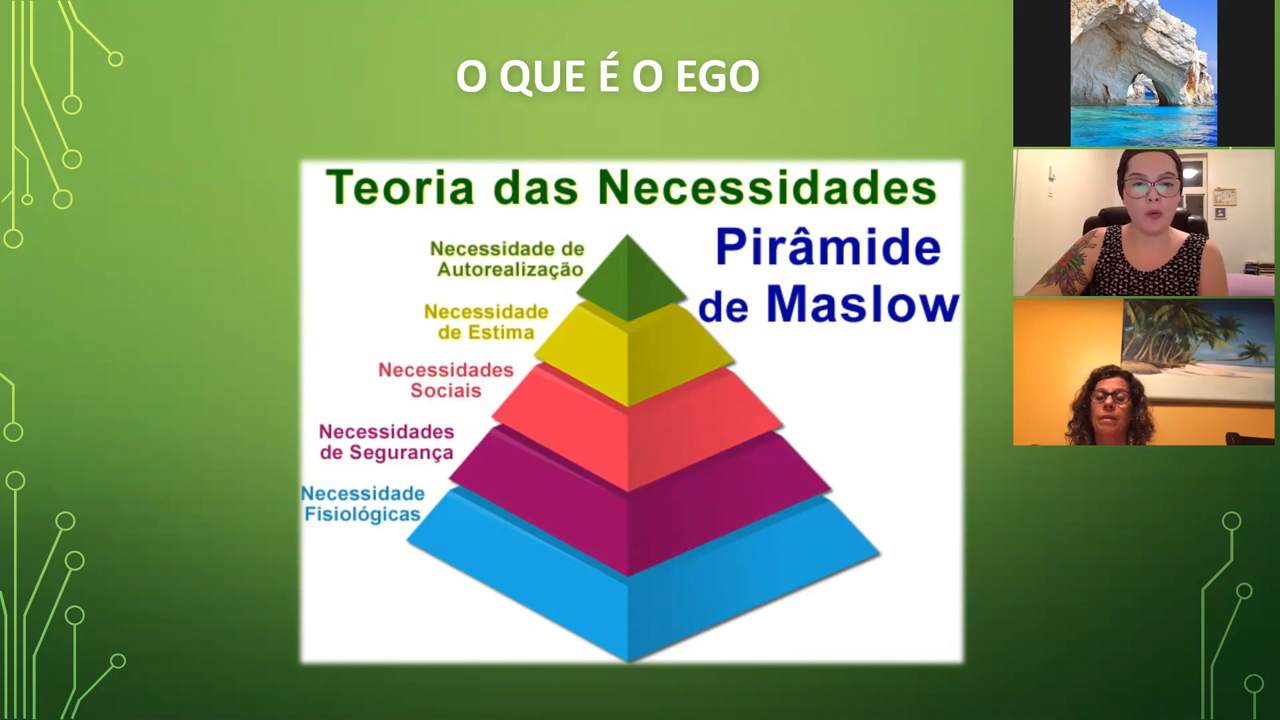 O QUE É O EGO
Teoria das Necessidades
Pirâmide
de Maslow
Necessidade de
Autorealização
Necessidade
de Estima
Necessidades
Sociais
Necessidades
de Segurança
Necessidade
Fisiológicas